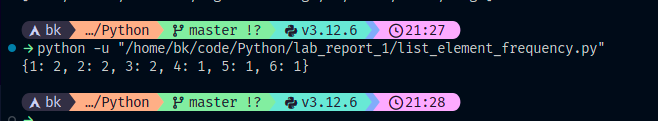 bk …/Python master !? v3.12.6 21:27
→ python -u "/home/bk/code/Python/lab_report_1/list_element_frequency.py"
{1: 2, 2: 2, 3: 2, 4: 1, 5: 1, 6: 1}
bk …/Python master !? v3.12.6 21:28
→